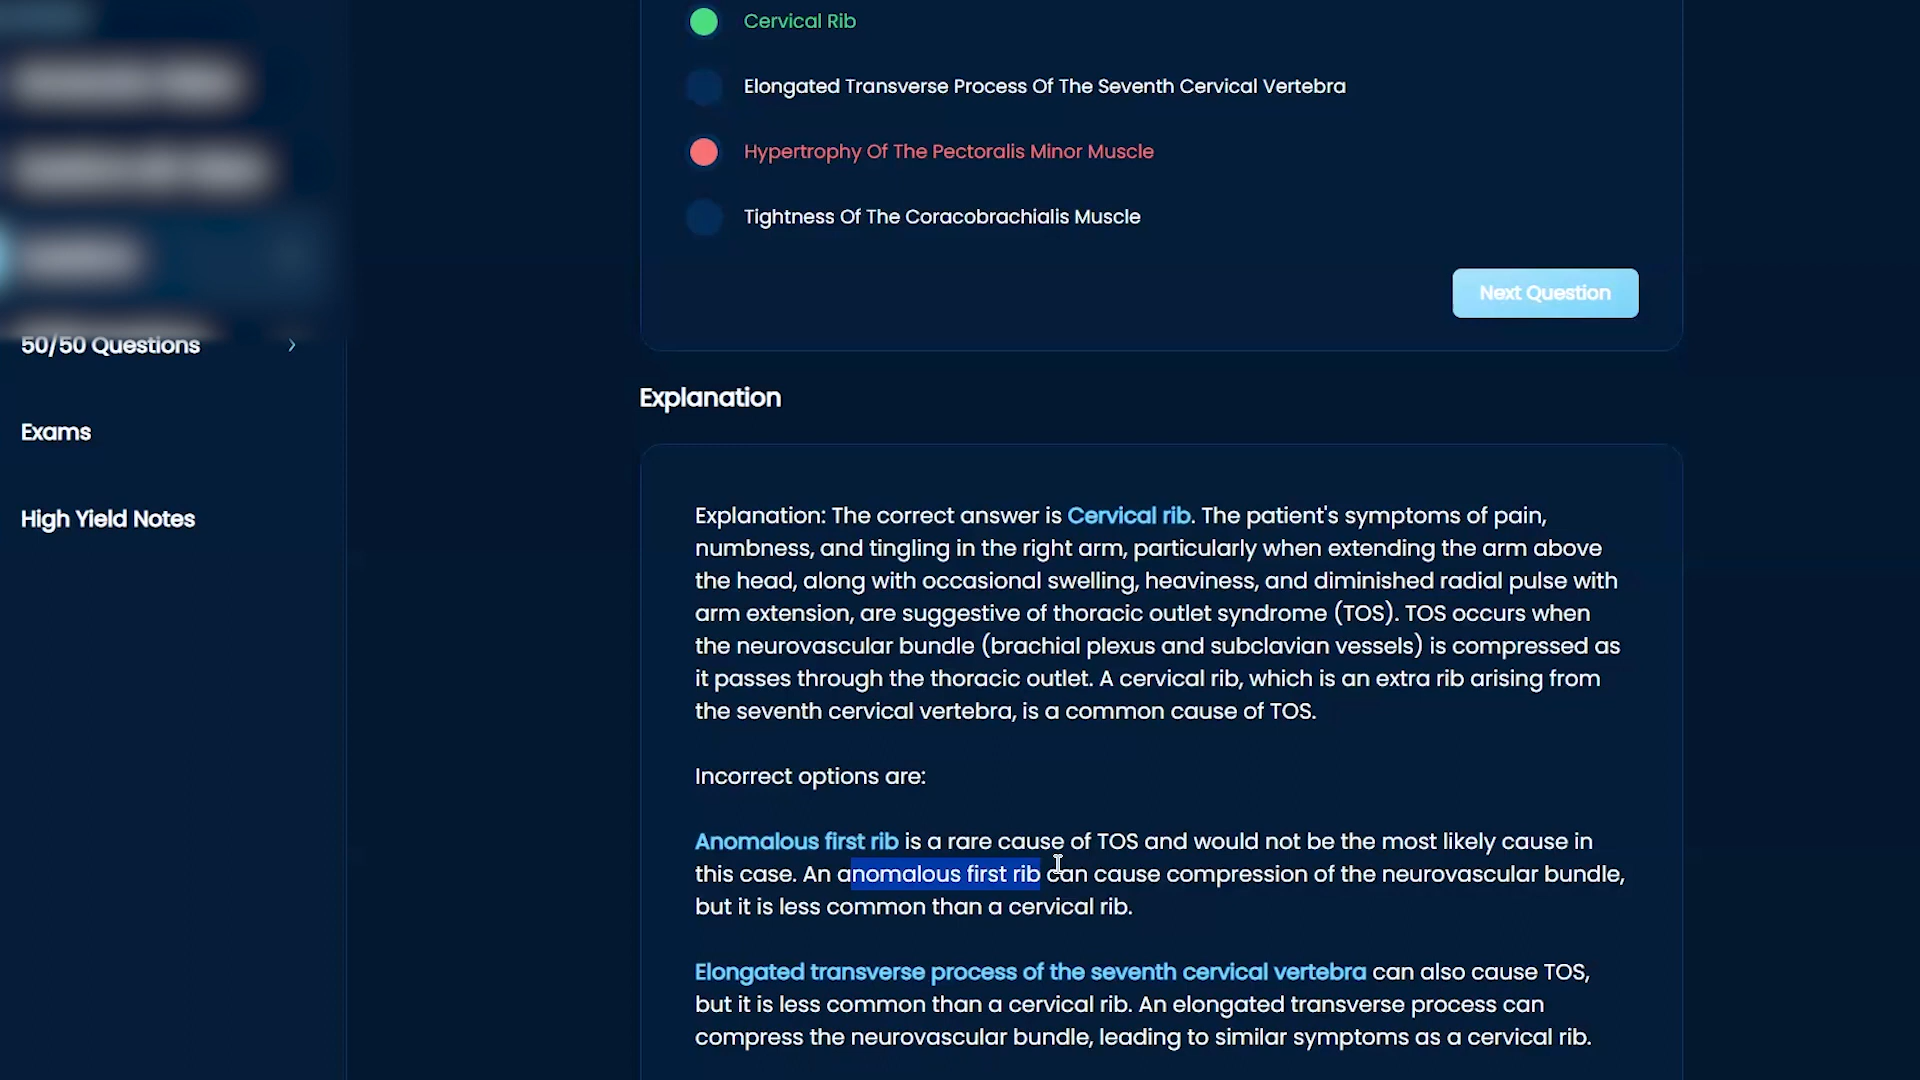 Cervical Rib
Elongated Transverse Process Of The Seventh Cervical Vertebra
Hypertrophy Of The Pectoralis Minor Muscle
Tightness Of The Coracobrachialis Muscle
Next Question
50/50 Questions
Exams
High Yield Notes
Explanation
Explanation: The correct answer is Cervical rib. The patient's symptoms of pain,
numbness, and tingling in the right arm, particularly when extending the arm above
the head, along with occasional swelling, heaviness, and diminished radial pulse with
arm extension, are suggestive of thoracic outlet syndrome (TOS). TOS occurs when
the neurovascular bundle (brachial plexus and subclavian vessels) is compressed as
it passes through the thoracic outlet. A cervical rib, which is an extra rib arising from
the seventh cervical vertebra, is a common cause of TOS.
Incorrect options are:
Anomalous first rib is a rare cause of TOS and would not be the most likely cause in
this case. An anomalous first rib can cause compression of the neurovascular bundle,
but it is less common than a cervical rib.
Elongated transverse process of the seventh cervical vertebra can also cause TOS,
but it is less common than a cervical rib. An elongated transverse process can
compress the neurovascular bundle, leading to similar symptoms as a cervical rib.